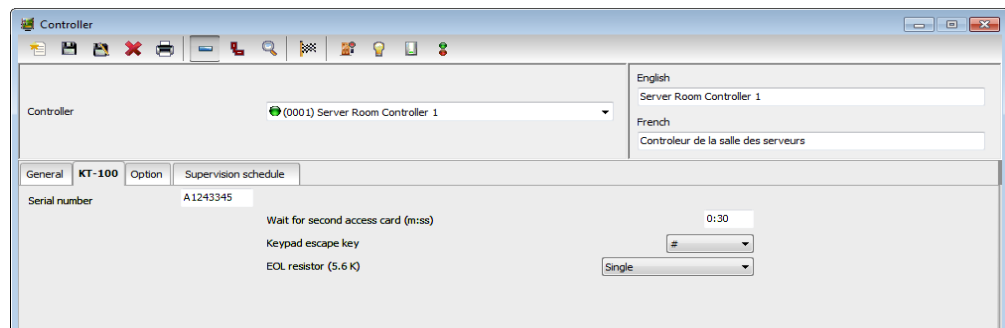 Controller
English
Server Room Controller 1
Controller
(0001) Server Room Controller 1
French
Controleur de la salle des serveurs
General KT-100 Option Supervision schedule
Serial number A1243345
Wait for second access card (m:ss) 0:30
Keypad escape key #
EOL resistor (5.6 K) Single